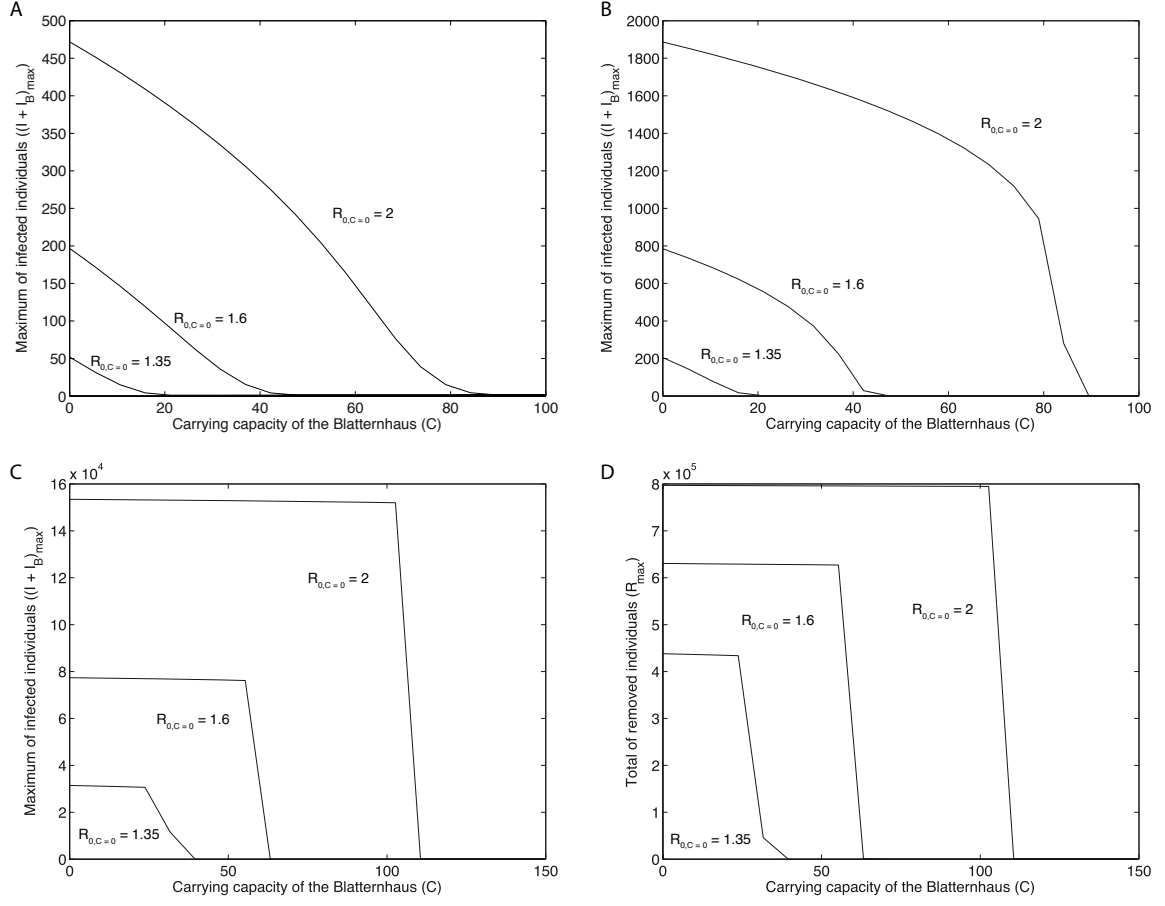 A
500
450
400
350
300
250
200
150
100
50
0
0 20 40 60 80 100
Maximum of infected individuals ((I + I_B)_max)
Carrying capacity of the Blatternhaus (C)
R_0,C = 0 = 2
R_0,C = 0 = 1.6
R_0,C = 0 = 1.35
B
2000
1800
1600
1400
1200
1000
800
600
400
200
0
0 20 40 60 80 100
Maximum of infected individuals ((I + I_B)_max)
Carrying capacity of the Blatternhaus (C)
R_0,C = 0 = 2
R_0,C = 0 = 1.6
R_0,C = 0 = 1.35
C
x 10^4
16
14
12
10
8
6
4
2
0
0 50 100 150
Maximum of infected individuals ((I + I_B)_max)
Carrying capacity of the Blatternhaus (C)
R_0,C = 0 = 2
R_0,C = 0 = 1.6
R_0,C = 0 = 1.35
D
x 10^5
8
7
6
5
4
3
2
1
0
0 50 100 150
Total of removed individuals (R_max)
Carrying capacity of the Blatternhaus (C)
R_0,C = 0 = 2
R_0,C = 0 = 1.6
R_0,C = 0 = 1.35